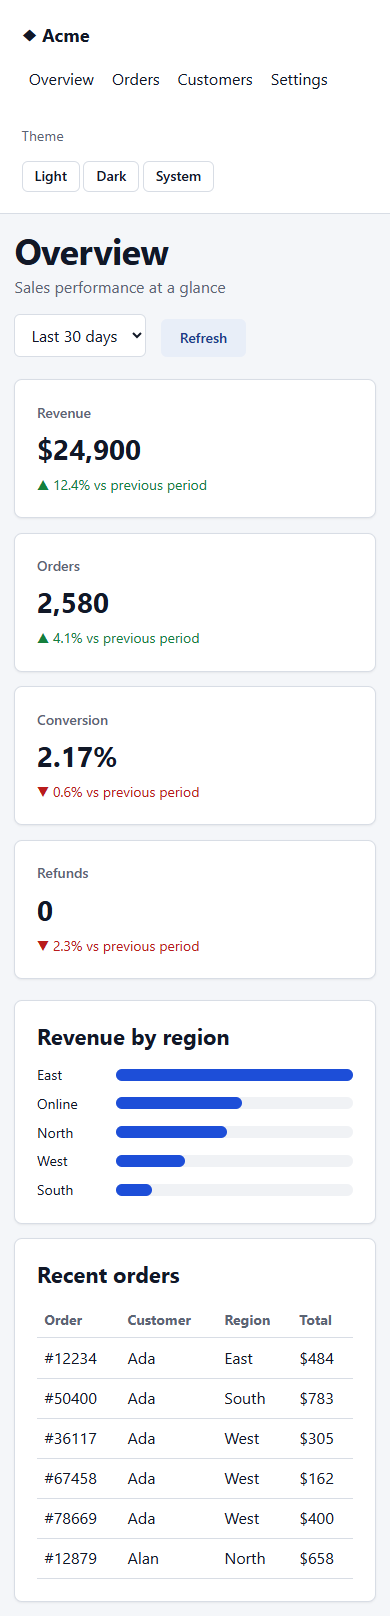 ◆ Acme
Overview Orders Customers Settings
Theme
Light Dark System
Overview
Sales performance at a glance
Last 30 days Refresh
Revenue
$24,900
▲ 12.4% vs previous period
Orders
2,580
▲ 4.1% vs previous period
Conversion
2.17%
▼ 0.6% vs previous period
Refunds
0
▼ 2.3% vs previous period
Revenue by region
East
Online
North
West
South
Recent orders
Order Customer Region Total
#12234 Ada East $484
#50400 Ada South $783
#36117 Ada West $305
#67458 Ada West $162
#78669 Ada West $400
#12879 Alan North $658